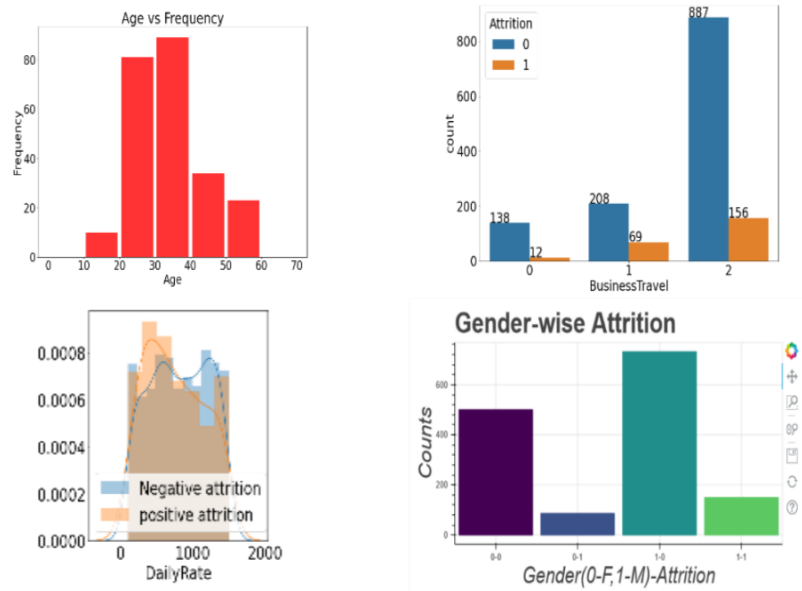 Age vs Frequency
Frequency
80
60
40
20
0
0 10 20 30 40 50 60 70
Age
Attrition
0
1
count
800
600
400
200
0
138
12
208
69
887
156
0 1 2
BusinessTravel
0.0008
0.0006
0.0004
0.0002
0.0000
Negative attrition
positive attrition
0 1000 2000
DailyRate
Gender-wise Attrition
Counts
600
400
200
0
0-0 0-1 1-0 1-1
Gender(0-F,1-M)-Attrition